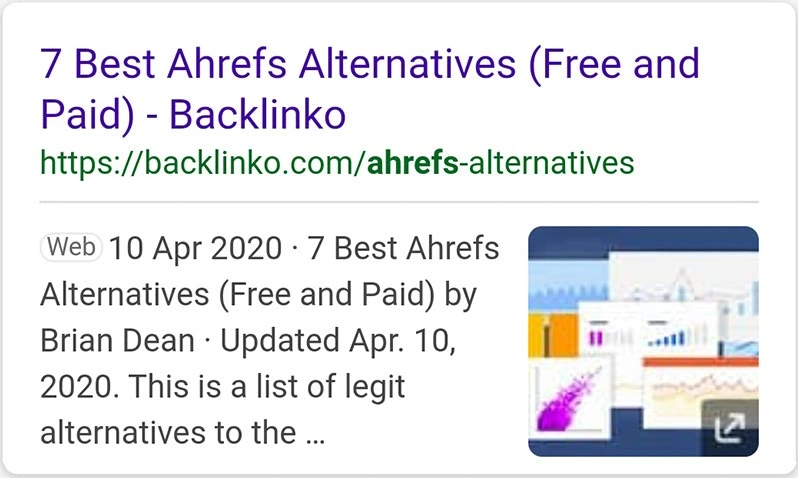 7 Best Ahrefs Alternatives (Free and
Paid) - Backlinko
https://backlinko.com/ahrefs-alternatives
Web 10 Apr 2020 · 7 Best Ahrefs
Alternatives (Free and Paid) by
Brian Dean · Updated Apr. 10,
2020. This is a list of legit
alternatives to the ...